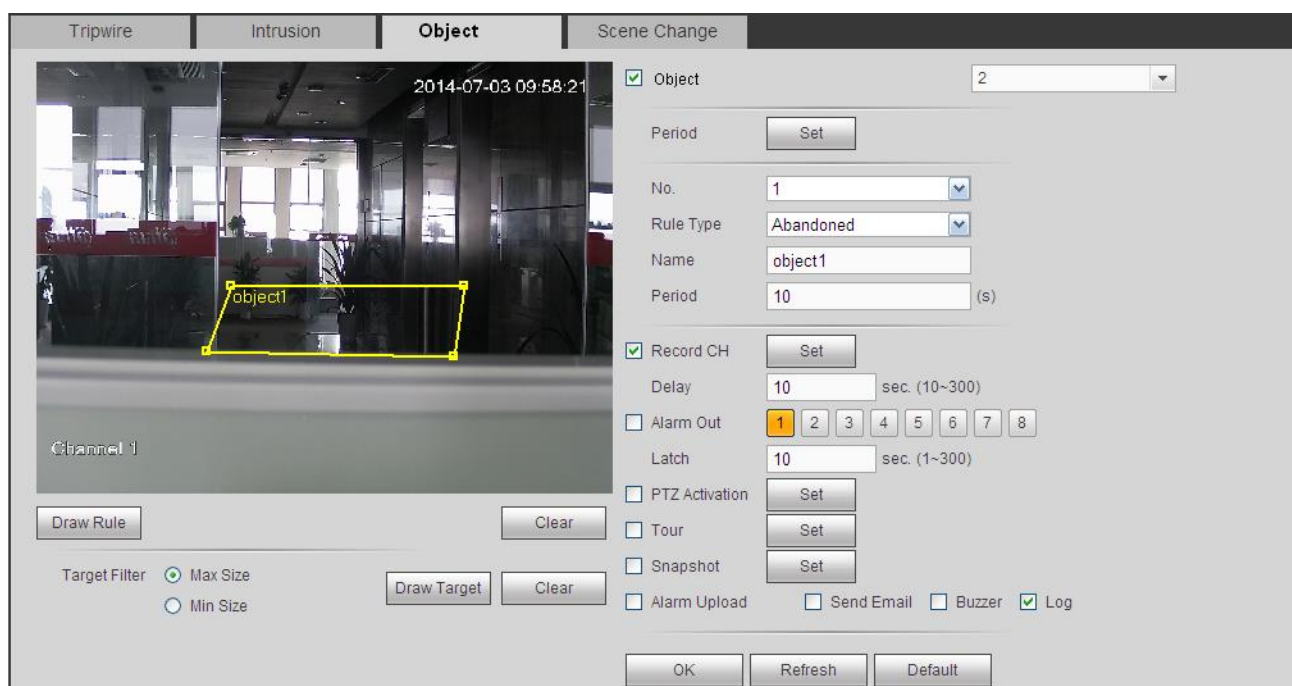 Tripwire Intrusion Object Scene Change
2014-07-03 09:58:21
object1
Channel 1
Draw Rule Clear
Target Filter Max Size
Min Size
Draw Target Clear
Object 2
Period Set
No. 1
Rule Type Abandoned
Name object1
Period 10 (s)
Record CH Set
Delay 10 sec. (10~300)
Alarm Out 1 2 3 4 5 6 7 8
Latch 10 sec. (1~300)
PTZ Activation Set
Tour Set
Snapshot Set
Alarm Upload Send Email Buzzer Log
OK Refresh Default